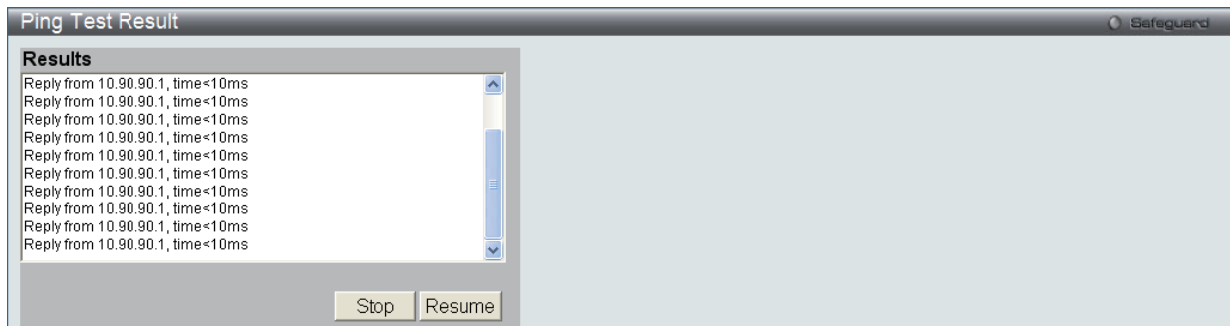 Ping Test Result
Safeguard
Results
Reply from 10.90.90.1, time<10ms
Reply from 10.90.90.1, time<10ms
Reply from 10.90.90.1, time<10ms
Reply from 10.90.90.1, time<10ms
Reply from 10.90.90.1, time<10ms
Reply from 10.90.90.1, time<10ms
Reply from 10.90.90.1, time<10ms
Reply from 10.90.90.1, time<10ms
Reply from 10.90.90.1, time<10ms
Reply from 10.90.90.1, time<10ms
Stop
Resume